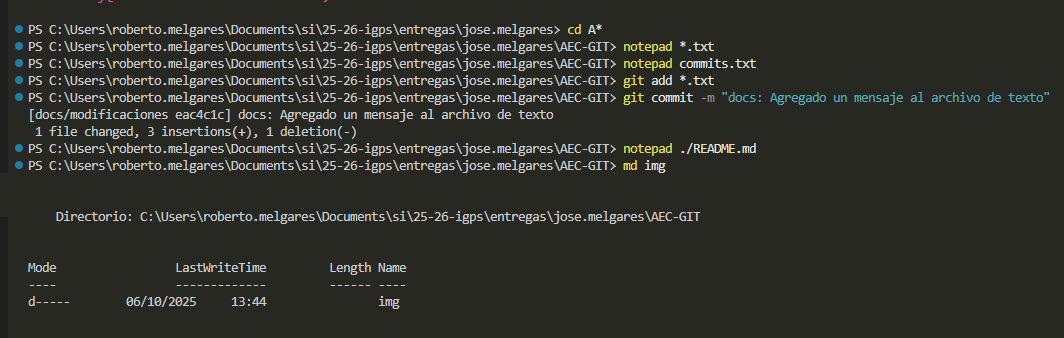 PS C:\Users\roberto.melgares\Documents\si\25-26-igps\entregas\jose.melgares> cd A*
PS C:\Users\roberto.melgares\Documents\si\25-26-igps\entregas\jose.melgares\AEC-GIT> notepad *.txt
PS C:\Users\roberto.melgares\Documents\si\25-26-igps\entregas\jose.melgares\AEC-GIT> notepad commits.txt
PS C:\Users\roberto.melgares\Documents\si\25-26-igps\entregas\jose.melgares\AEC-GIT> git add *.txt
PS C:\Users\roberto.melgares\Documents\si\25-26-igps\entregas\jose.melgares\AEC-GIT> git commit -m "docs: Agregado un mensaje al archivo de texto"
[docs/modificaciones eac4c1c] docs: Agregado un mensaje al archivo de texto
1 file changed, 3 insertions(+), 1 deletion(-)
PS C:\Users\roberto.melgares\Documents\si\25-26-igps\entregas\jose.melgares\AEC-GIT> notepad ./README.md
PS C:\Users\roberto.melgares\Documents\si\25-26-igps\entregas\jose.melgares\AEC-GIT> md img
Directorio: C:\Users\roberto.melgares\Documents\si\25-26-igps\entregas\jose.melgares\AEC-GIT
Mode LastWriteTime Length Name
---- ------------- ------ ----
d----- 06/10/2025 13:44 img